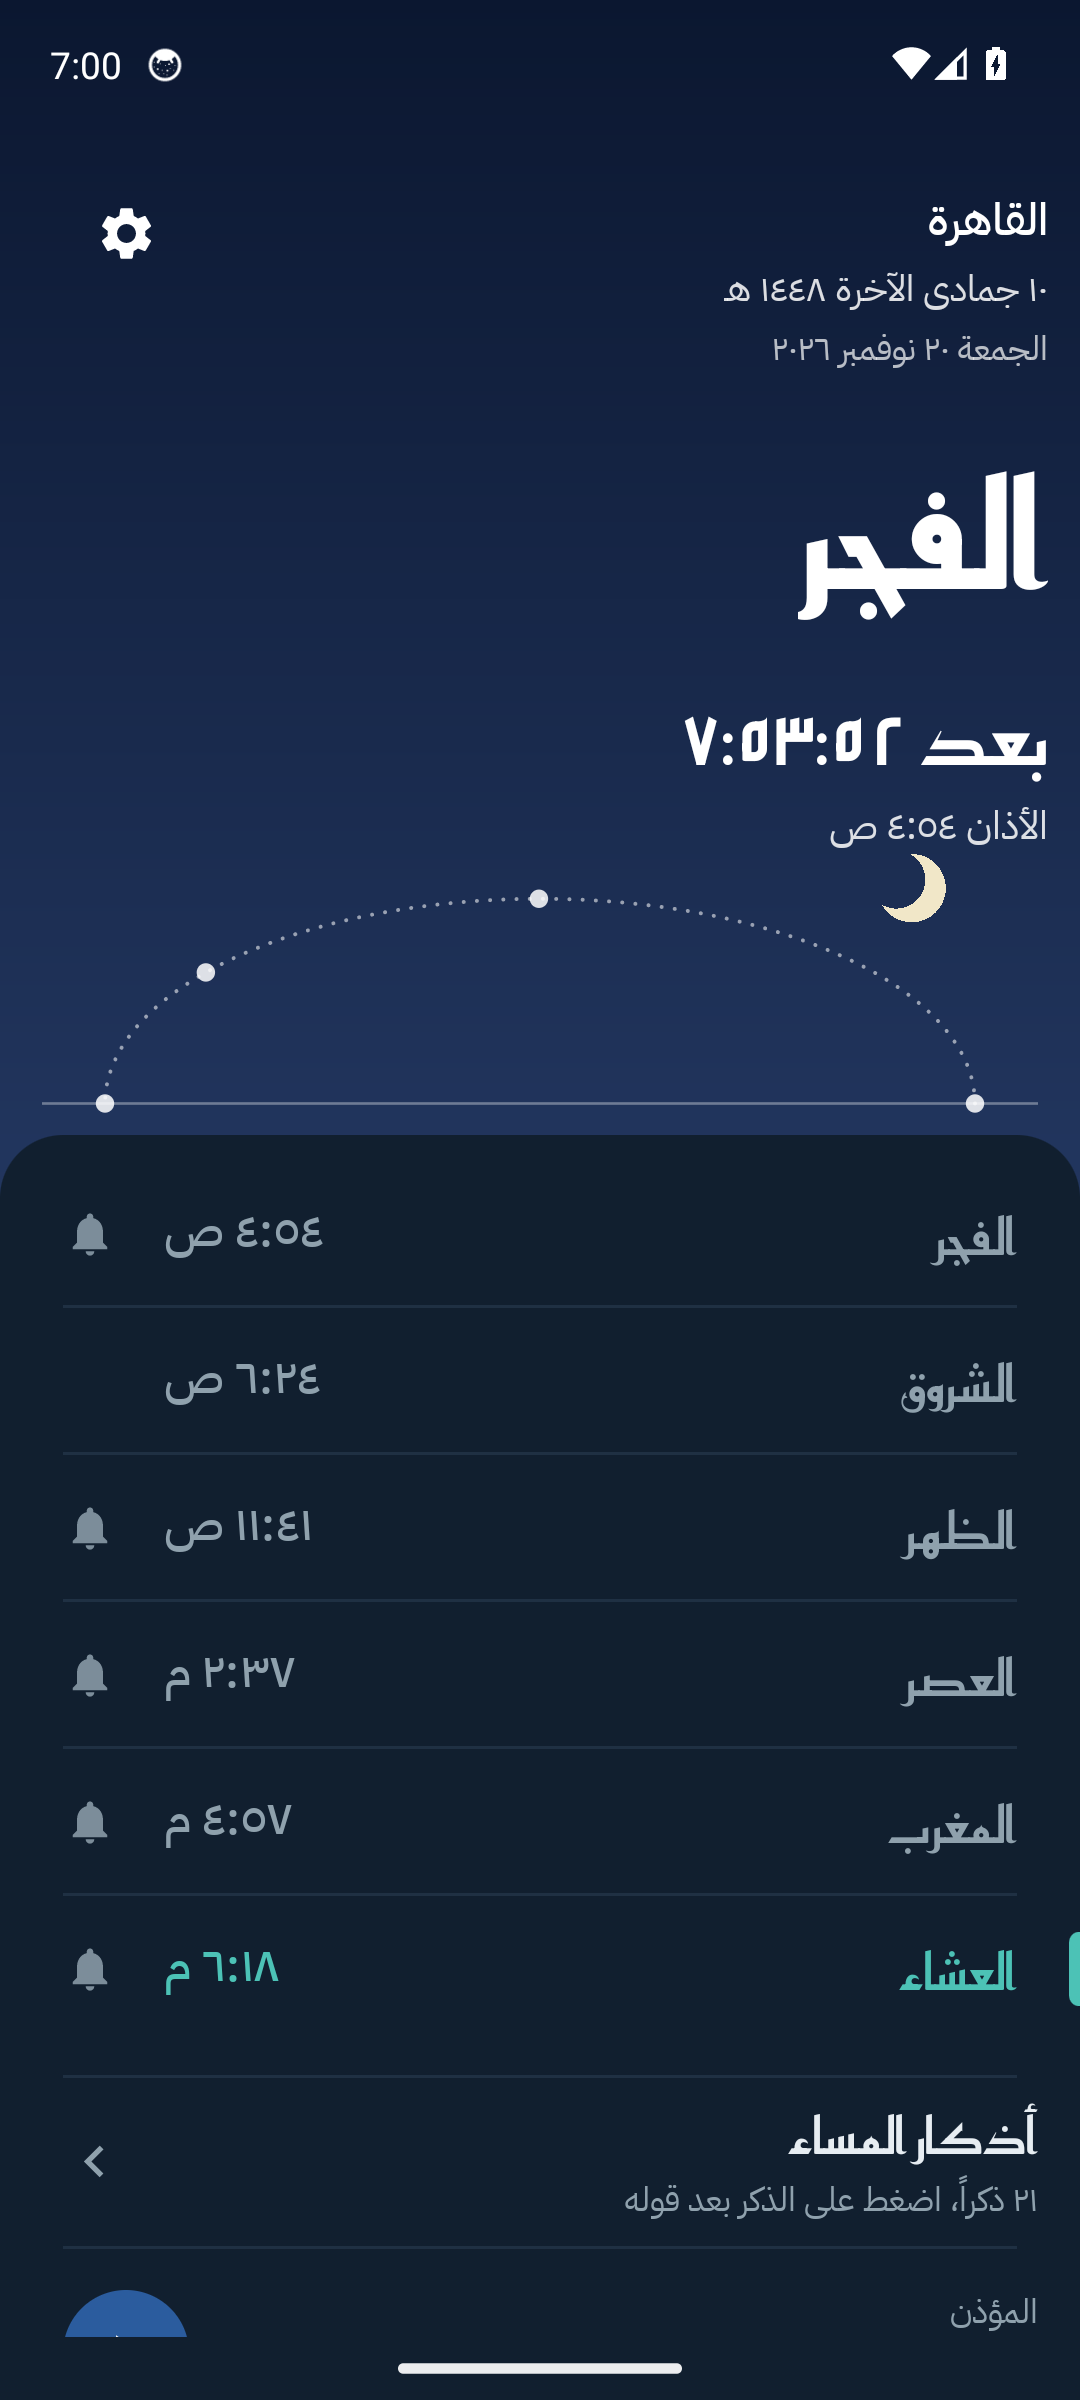 7:00
القاهرة
١٠ جمادى الآخرة ١٤٤٨ هـ
الجمعة ٢٠ نوفمبر ٢٠٢٦
الفجر
بعد ٧:٥٣:٥٢
الأذان ٤:٥٤ ص
الفجر ٤:٥٤ ص
الشروق ٦:٢٤ ص
الظهر ١١:٤١ ص
العصر ٢:٣٧ م
المغرب ٤:٥٧ م
العشاء ٦:١٨ م
أذكار المساء
٢١ ذكراً، اضغط على الذكر بعد قوله
المؤذن